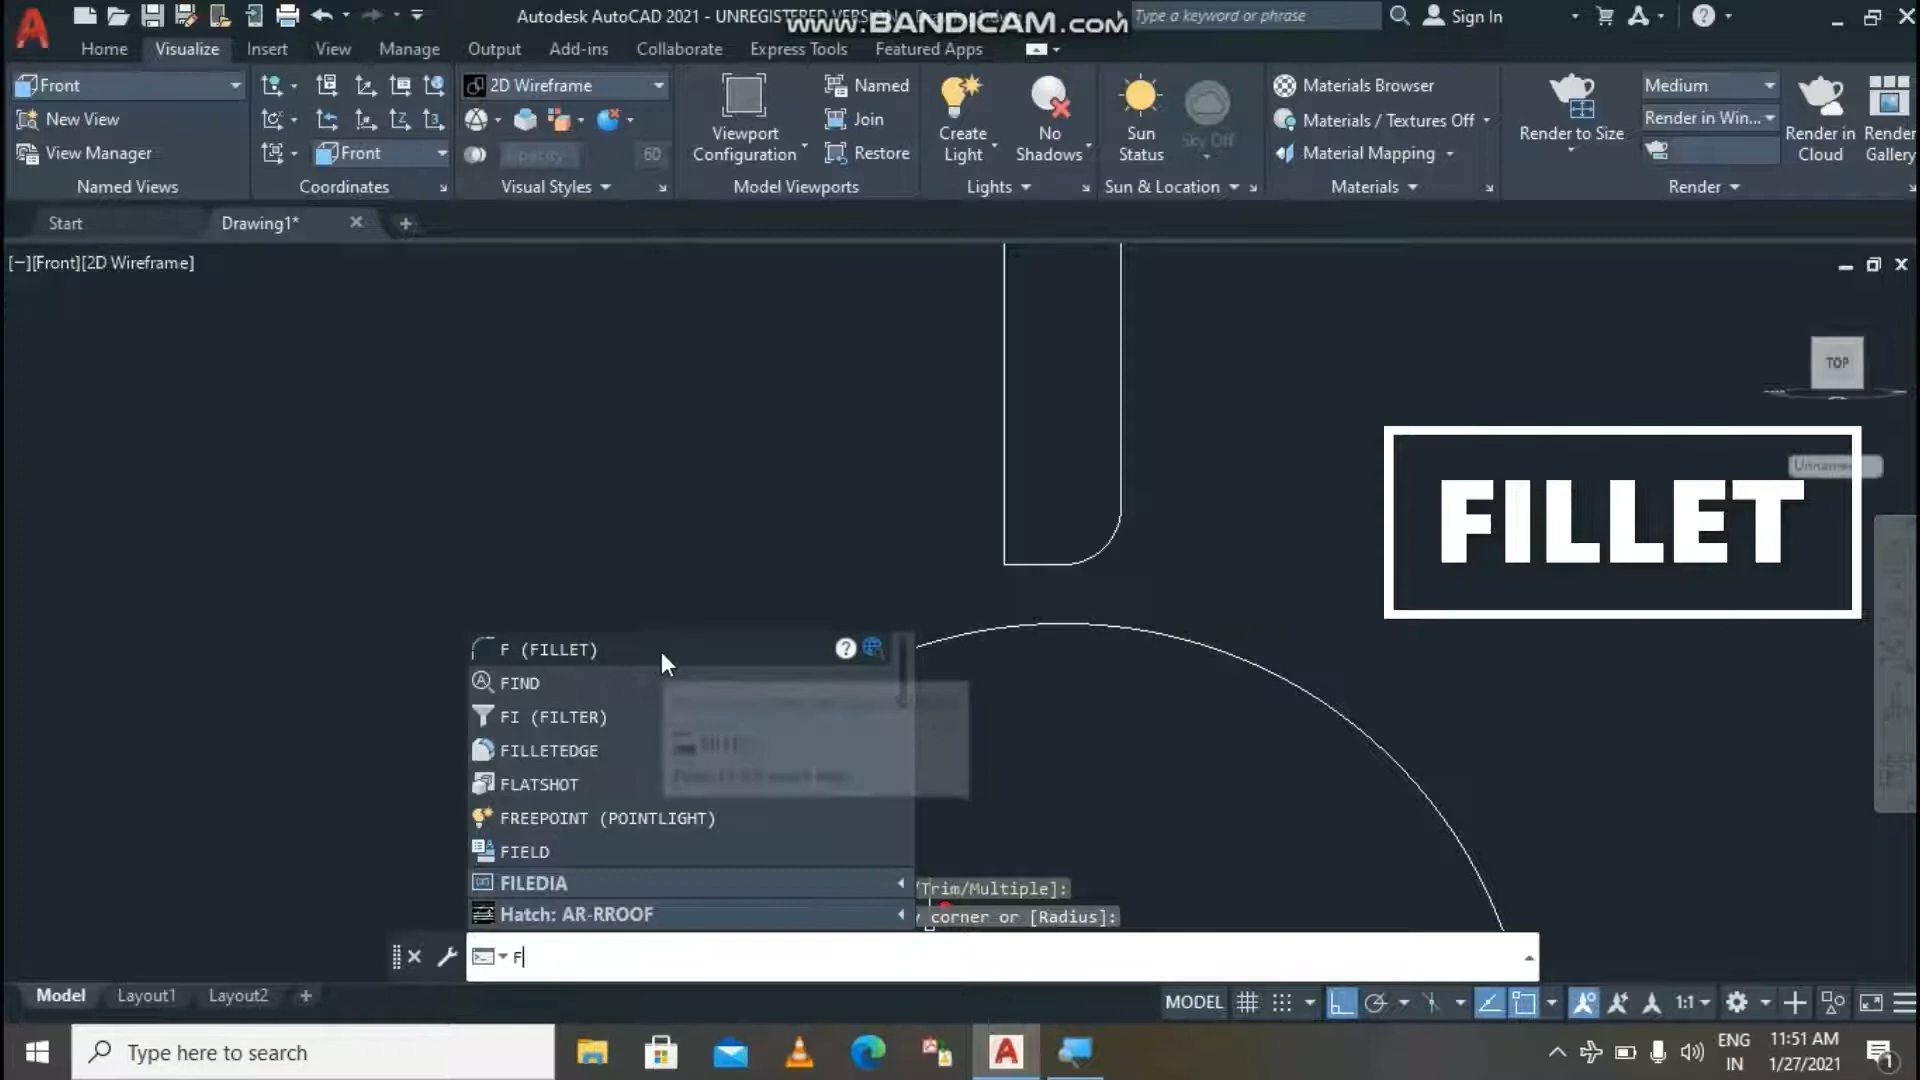 Autodesk AutoCAD 2021 - UNREGISTERED VERSION
www.BANDICAM.com
Type a keyword or phrase
Sign In
Home Visualize Insert View Manage Output Add-ins Collaborate Express Tools Featured Apps
Front
New View
View Manager
Named Views
Front
Coordinates
2D Wireframe
Opacity 60
Visual Styles
Viewport
Configuration
Named
Join
Restore
Model Viewports
Create
Light
No
Shadows
Lights
Sun
Status
Sky Off
Sun & Location
Materials Browser
Materials / Textures Off
Material Mapping
Materials
Render to Size
Medium
Render in Win...
Render in
Cloud
Render
Gallery
Render
Start Drawing1*
[−][Front][2D Wireframe]
TOP
FILLET
F (FILLET)
FIND
FI (FILTER)
FILLETEDGE
FLATSHOT
FREEPOINT (POINTLIGHT)
FIELD
FILEDIA
Hatch: AR-RROOF
/Trim/Multiple]:
corner or [Radius]:
F
Model Layout1 Layout2 +
MODEL 1:1
Type here to search
ENG
IN
11:51 AM
1/27/2021
1